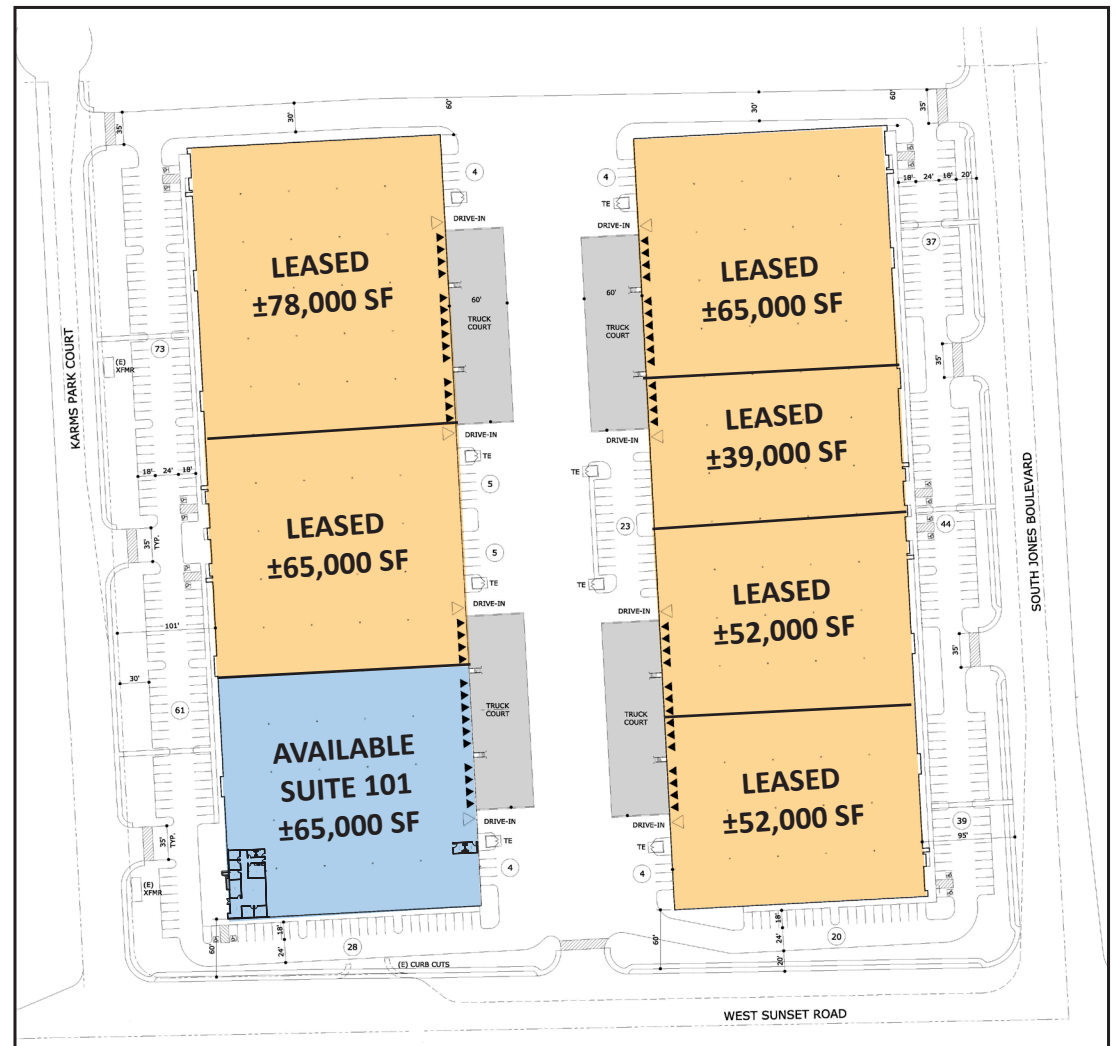 60'
30'
30'
60'
35'
35'
4
4
TE
18'
24'
18'
20'
DRIVE-IN
DRIVE-IN
37
LEASED
±78,000 SF
LEASED
±65,000 SF
60'
TRUCK
COURT
60'
TRUCK
COURT
KARMS PARK COURT
73
(E)
XFMR
35'
LEASED
±39,000 SF
DRIVE-IN
DRIVE-IN
TE
TE
18'
24'
18'
5
SOUTH JONES BOULEVARD
LEASED
±65,000 SF
23
44
35'
TYP.
5
TE
TE
LEASED
±52,000 SF
DRIVE-IN
DRIVE-IN
101'
35'
30'
61
TRUCK
COURT
TRUCK
COURT
AVAILABLE
SUITE 101
±65,000 SF
LEASED
±52,000 SF
DRIVE-IN
DRIVE-IN
39
95'
35'
TYP.
TE
TE
4
4
(E)
XFMR
18'
24'
60'
28
60'
18'
24'
20'
20
(E) CURB CUTS
WEST SUNSET ROAD